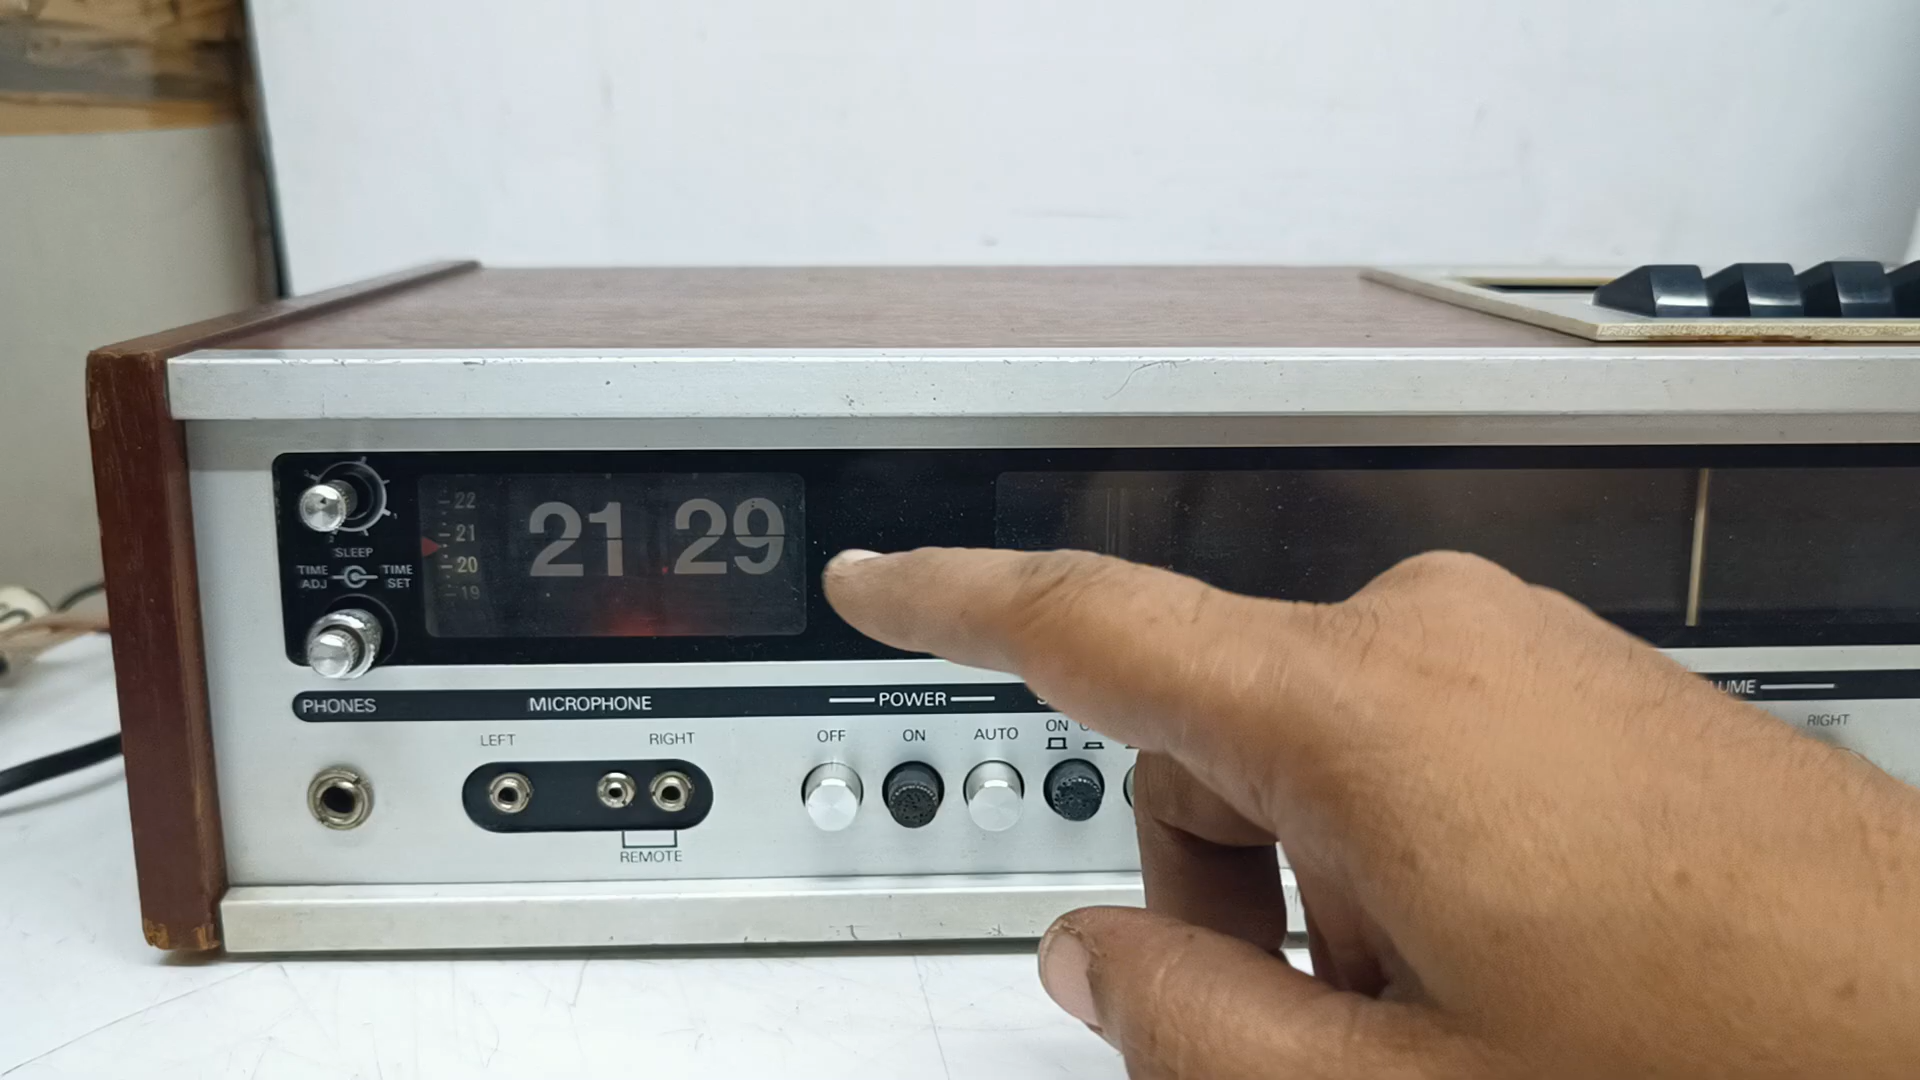 22
21
20
19
21 29
SLEEP
TIME ADJ
TIME SET
PHONES
MICROPHONE
POWER
LEFT
RIGHT
OFF
ON
AUTO
ON
RIGHT
REMOTE